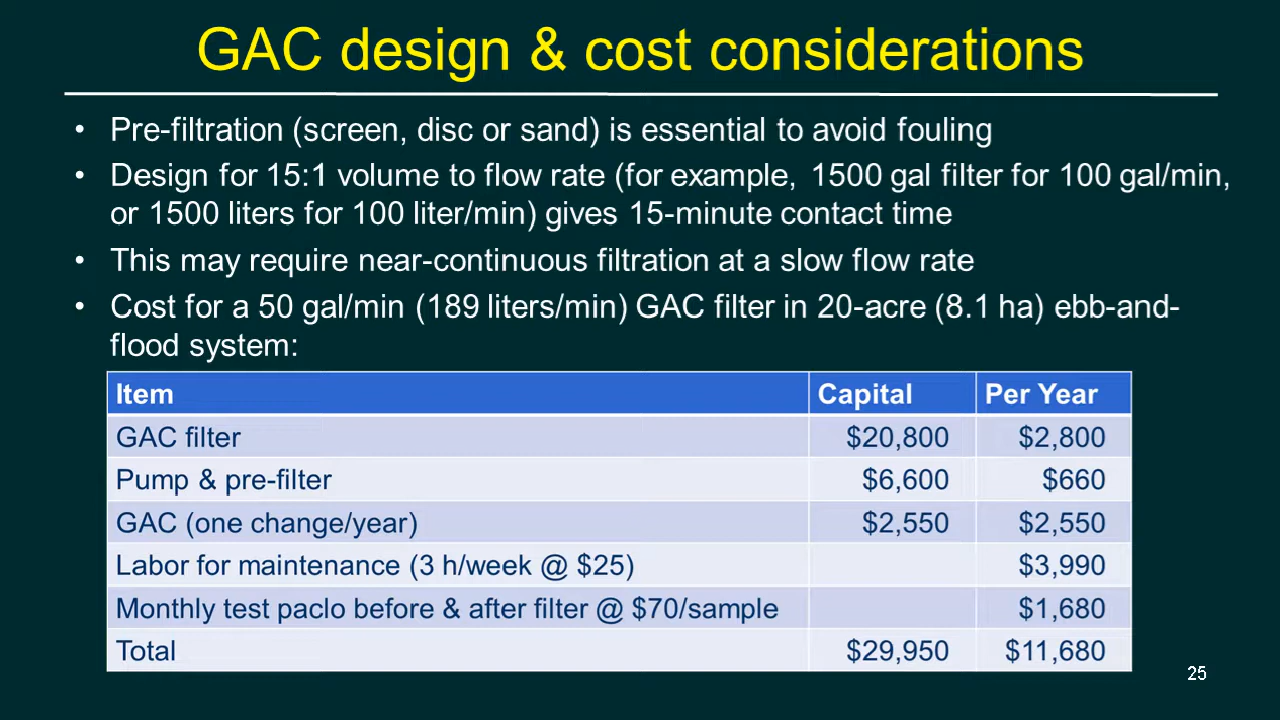 GAC design & cost considerations
• Pre-filtration (screen, disc or sand) is essential to avoid fouling
• Design for 15:1 volume to flow rate (for example, 1500 gal filter for 100 gal/min,
or 1500 liters for 100 liter/min) gives 15-minute contact time
• This may require near-continuous filtration at a slow flow rate
• Cost for a 50 gal/min (189 liters/min) GAC filter in 20-acre (8.1 ha) ebb-and-
flood system:
Item Capital Per Year
GAC filter $20,800 $2,800
Pump & pre-filter $6,600 $660
GAC (one change/year) $2,550 $2,550
Labor for maintenance (3 h/week @ $25) $3,990
Monthly test paclo before & after filter @ $70/sample $1,680
Total $29,950 $11,680
25